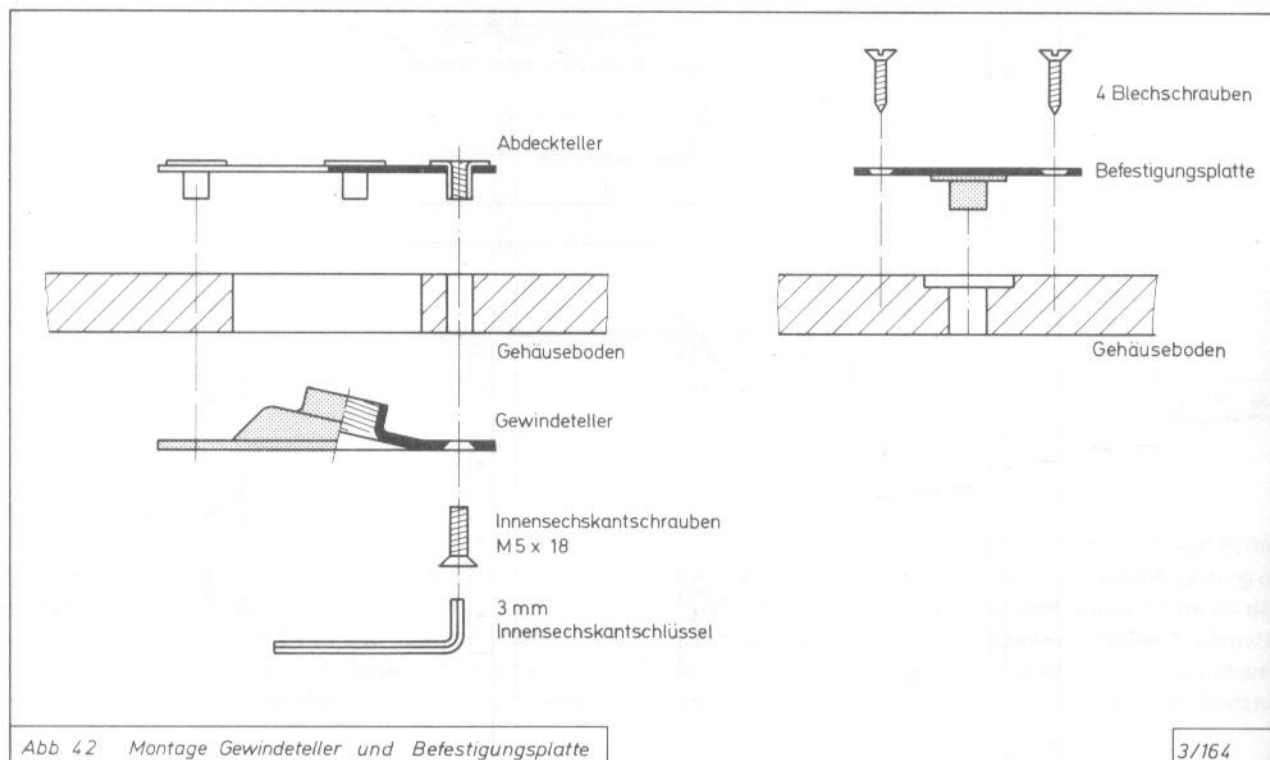 4 Blechschrauben
Abdeckteller
Befestigungsplatte
Gehäuseboden
Gehäuseboden
Gewindeteller
Innensechskantschrauben
M 5 x 18
3 mm
Innensechskantschlüssel
Abb. 42 Montage Gewindeteller und Befestigungsplatte
3/164